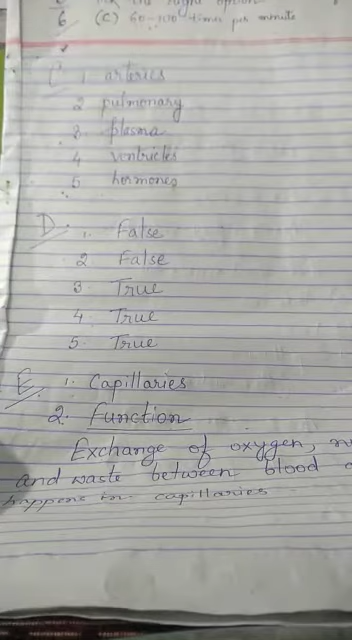 6 (C) 60-100 times per minute
C 1. arteries
2 pulmonary
3 plasma
4 ventricles
5 hormones
D. 1. False
2. False
3 True
4. True
5. True
E 1. Capillaries
2. Function
Exchange of oxygen,
and waste between blood
happens in capillaries